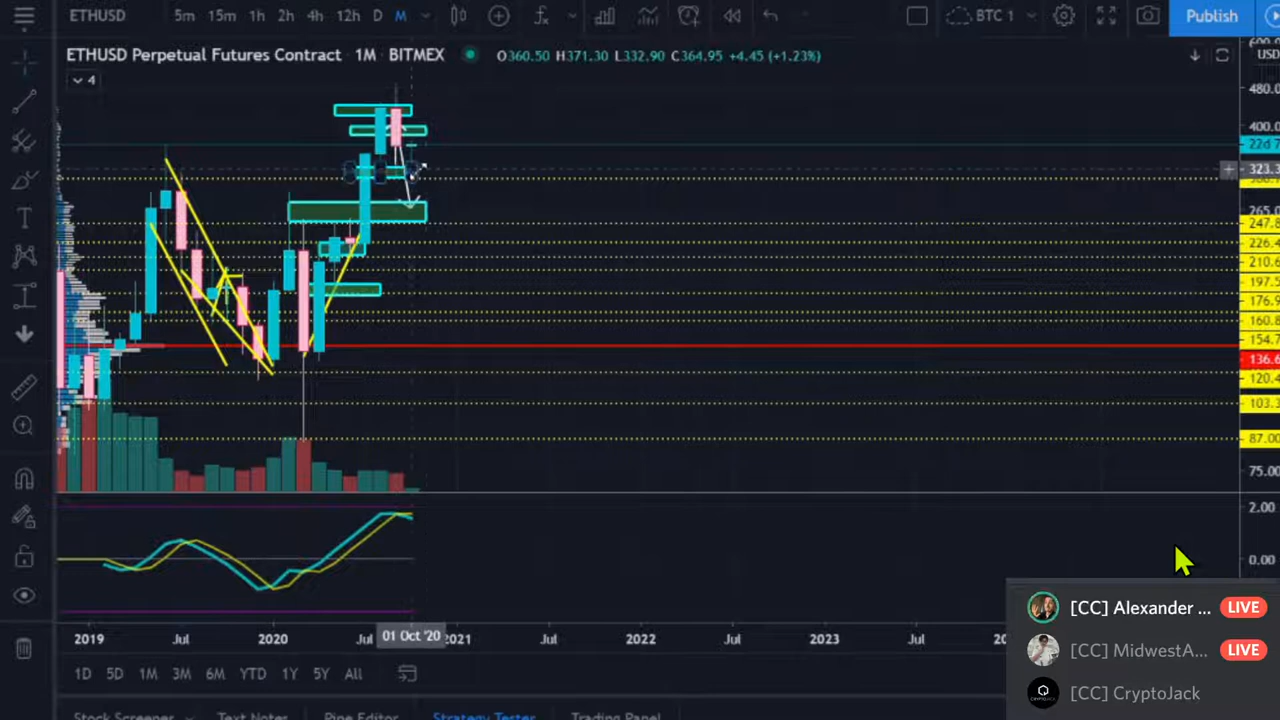 ETHUSD 5m 15m 1h 2h 4h 12h D M BTC 1 Publish
ETHUSD Perpetual Futures Contract · 1M · BITMEX O360.50 H371.30 L332.90 C364.95 +4.45 (+1.23%) USD
4
480.00
400.00
22d 7
323.3
265.0
247.8
226.4
210.6
197.5
176.9
160.8
154.7
136.6
120.4
103.3
87.00
75.00
2.00
0.00
[CC] Alexander ... LIVE
2019 Jul 2020 Jul 01 Oct '20 2021 Jul 2022 Jul 2023 Jul
[CC] MidwestA... LIVE
1D 5D 1M 3M 6M YTD 1Y 5Y All
[CC] CryptoJack
Stock Screener Text Notes Pine Editor Strategy Tester Trading Panel